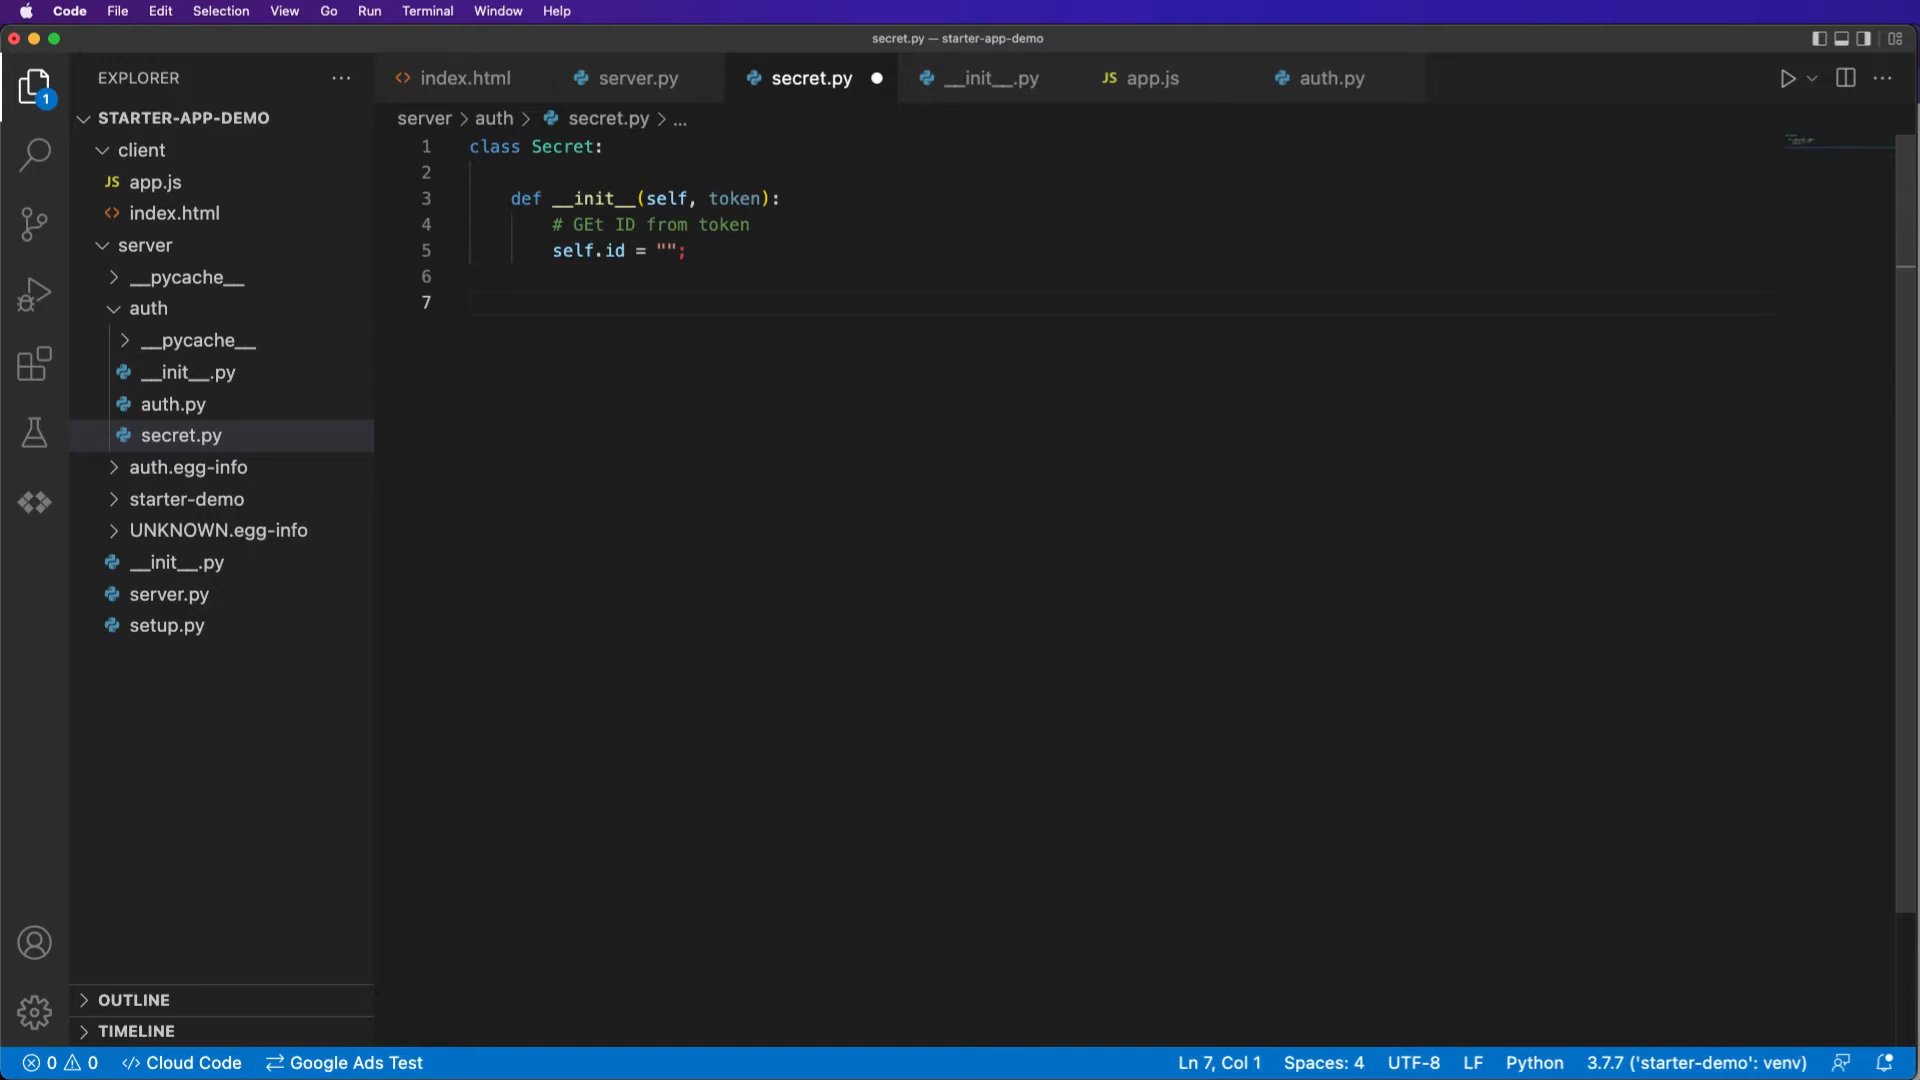 Code File Edit Selection View Go Run Terminal Window Help
secret.py — starter-app-demo
1
EXPLORER
STARTER-APP-DEMO
client
JS app.js
<> index.html
server
__pycache__
auth
__pycache__
__init__.py
auth.py
secret.py
auth.egg-info
starter-demo
UNKNOWN.egg-info
__init__.py
server.py
setup.py
OUTLINE
TIMELINE
<> index.html server.py secret.py __init__.py JS app.js auth.py
server > auth > secret.py > ...
1 class Secret:
2
3 def __init__(self, token):
4 # GEt ID from token
5 self.id = "";
6
7
0 0 </> Cloud Code Google Ads Test Ln 7, Col 1 Spaces: 4 UTF-8 LF Python 3.7.7 ('starter-demo': venv)